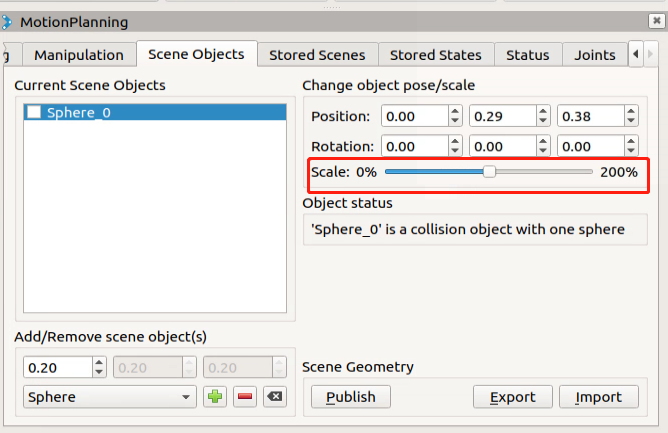 MotionPlanning
g Manipulation Scene Objects Stored Scenes Stored States Status Joints
Current Scene Objects
Sphere_0
Change object pose/scale
Position: 0.00 0.29 0.38
Rotation: 0.00 0.00 0.00
Scale: 0% 200%
Object status
'Sphere_0' is a collision object with one sphere
Add/Remove scene object(s)
0.20 0.20 0.20
Sphere
Scene Geometry
Publish Export Import